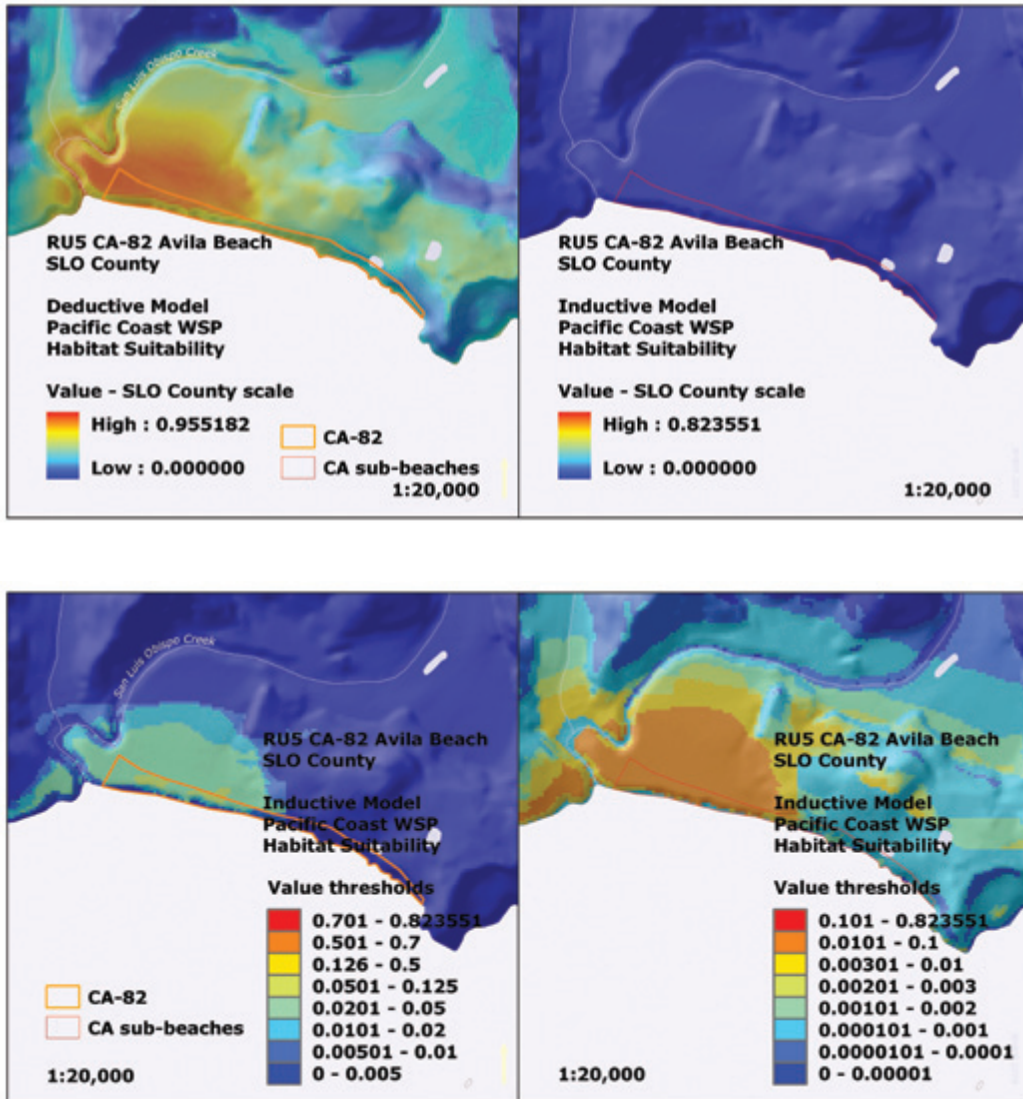 San Luis Obispo Creek
RU5 CA-82 Avila Beach
SLO County
Deductive Model
Pacific Coast WSP
Habitat Suitability
Value - SLO County scale
High : 0.955182
Low : 0.000000
CA-82
CA sub-beaches
1:20,000
RU5 CA-82 Avila Beach
SLO County
Inductive Model
Pacific Coast WSP
Habitat Suitability
Value - SLO County scale
High : 0.823551
Low : 0.000000
1:20,000
San Luis Obispo Creek
RU5 CA-82 Avila Beach
SLO County
Inductive Model
Pacific Coast WSP
Habitat Suitability
Value thresholds
0.701 - 0.823551
0.501 - 0.7
0.126 - 0.5
0.0501 - 0.125
0.0201 - 0.05
0.0101 - 0.02
0.00501 - 0.01
0 - 0.005
CA-82
CA sub-beaches
1:20,000
RU5 CA-82 Avila Beach
SLO County
Inductive Model
Pacific Coast WSP
Habitat Suitability
Value thresholds
0.101 - 0.823551
0.0101 - 0.1
0.00301 - 0.01
0.00201 - 0.003
0.00101 - 0.002
0.000101 - 0.001
0.0000101 - 0.0001
0 - 0.00001
1:20,000